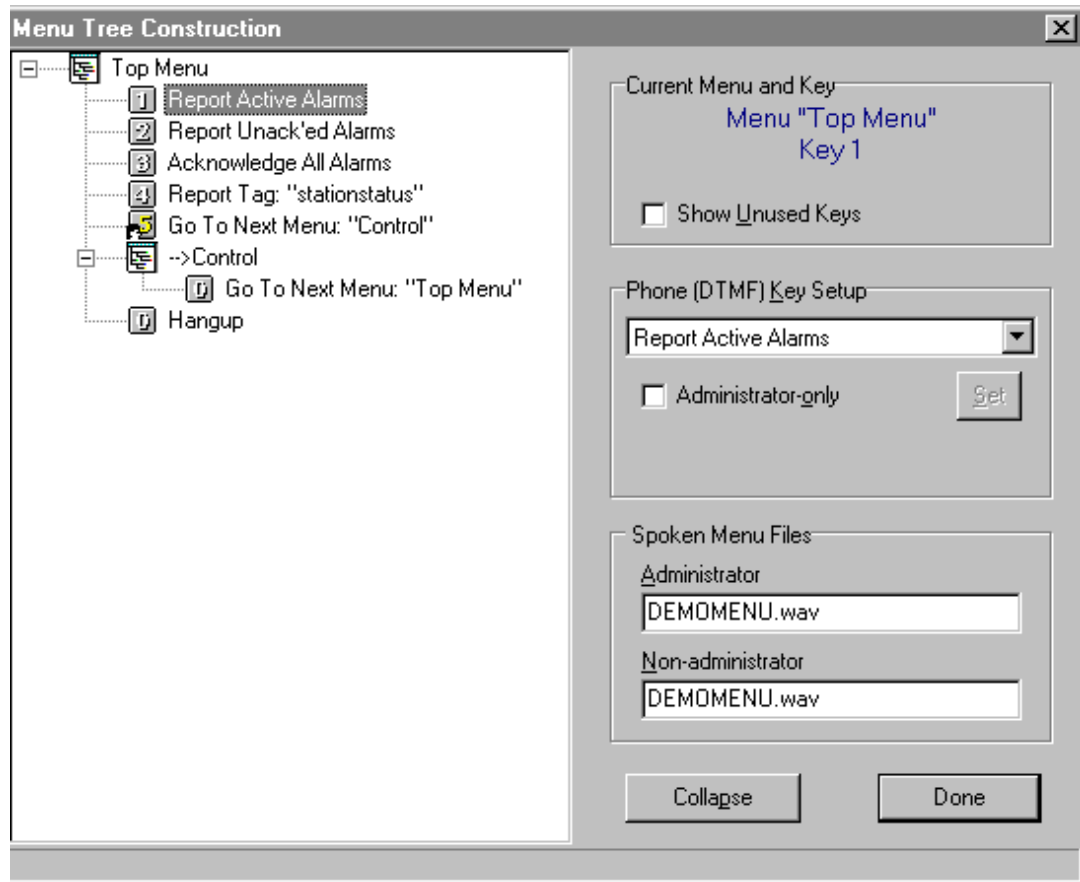 Menu Tree Construction
Top Menu
1 Report Active Alarms
2 Report Unack'ed Alarms
3 Acknowledge All Alarms
4 Report Tag: "stationstatus"
5 Go To Next Menu: "Control"
-->Control
0 Go To Next Menu: "Top Menu"
0 Hangup
Current Menu and Key
Menu "Top Menu"
Key 1
Show Unused Keys
Phone (DTMF) Key Setup
Report Active Alarms
Administrator-only
Set
Spoken Menu Files
Administrator
DEMOMENU.wav
Non-administrator
DEMOMENU.wav
Collapse
Done